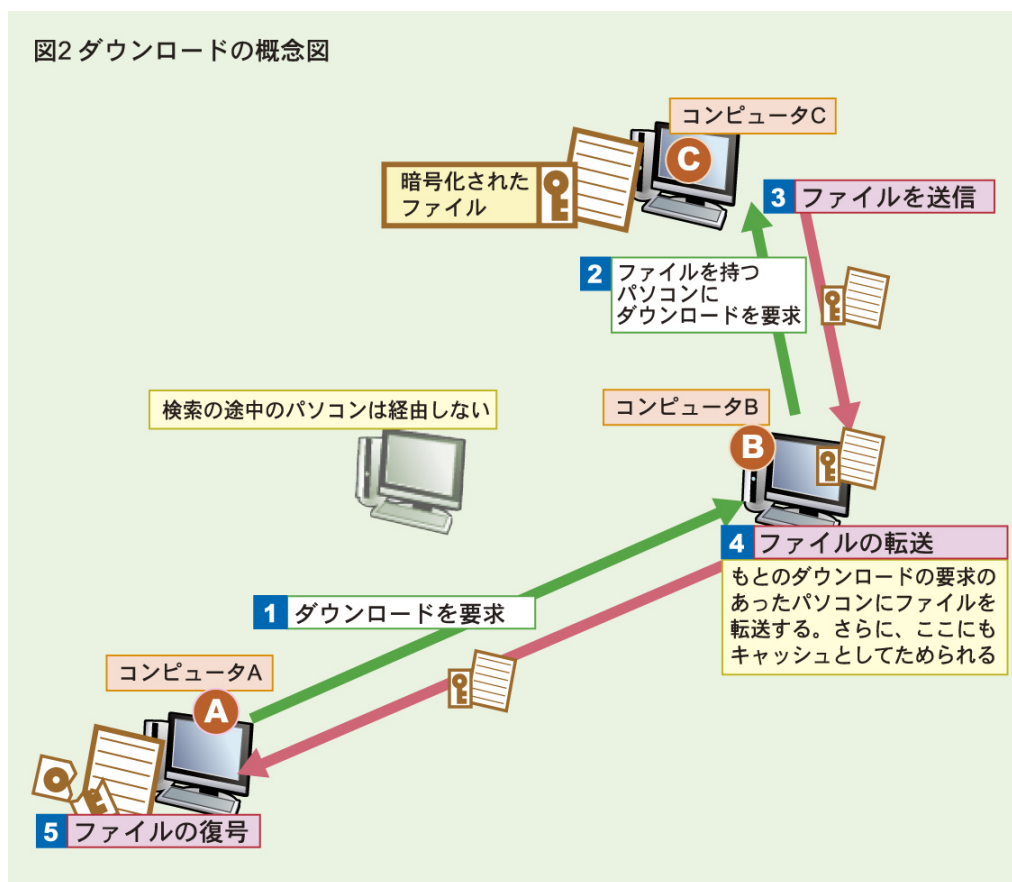 図2 ダウンロードの概念図
コンピュータC
C
暗号化された
ファイル
3 ファイルを送信
2 ファイルを持つ
パソコンに
ダウンロードを要求
検索の途中のパソコンは経由しない
コンピュータB
B
4 ファイルの転送
もとのダウンロードの要求の
あったパソコンにファイルを
転送する。さらに、ここにも
キャッシュとしてためられる
1 ダウンロードを要求
コンピュータA
A
5 ファイルの復号